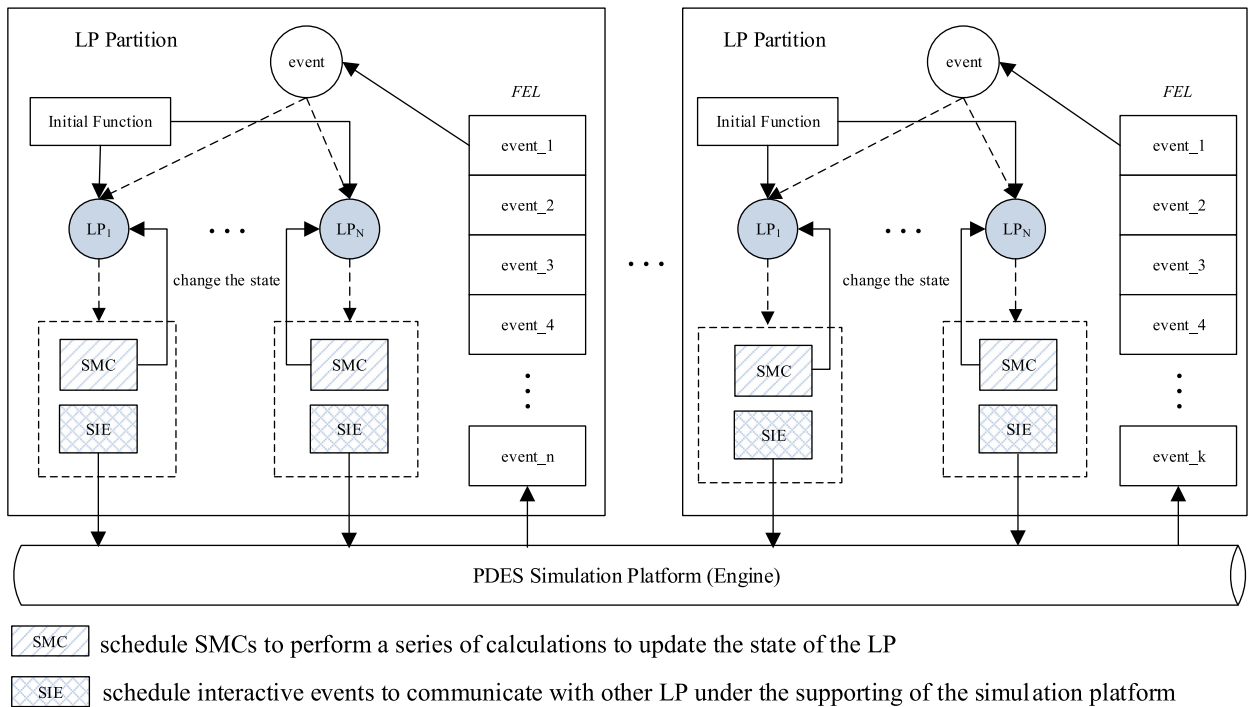 LP Partition
event
FEL
Initial Function
event_1
event_2
LP1
...
LPN
event_3
change the state
event_4
SMC
SMC
SIE
SIE
event_n
...
LP Partition
event
FEL
Initial Function
event_1
event_2
LP1
...
LPN
event_3
change the state
event_4
SMC
SMC
SIE
SIE
event_k
PDES Simulation Platform (Engine)
SMC schedule SMCs to perform a series of calculations to update the state of the LP
SIE schedule interactive events to communicate with other LP under the supporting of the simulation platform